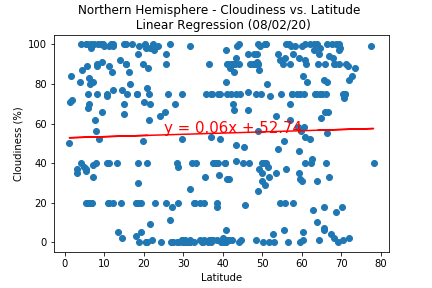 Northern Hemisphere - Cloudiness vs. Latitude
Linear Regression (08/02/20)
100
80
60
40
20
0
Cloudiness (%)
y = 0.06x + 52.74
0 10 20 30 40 50 60 70 80
Latitude